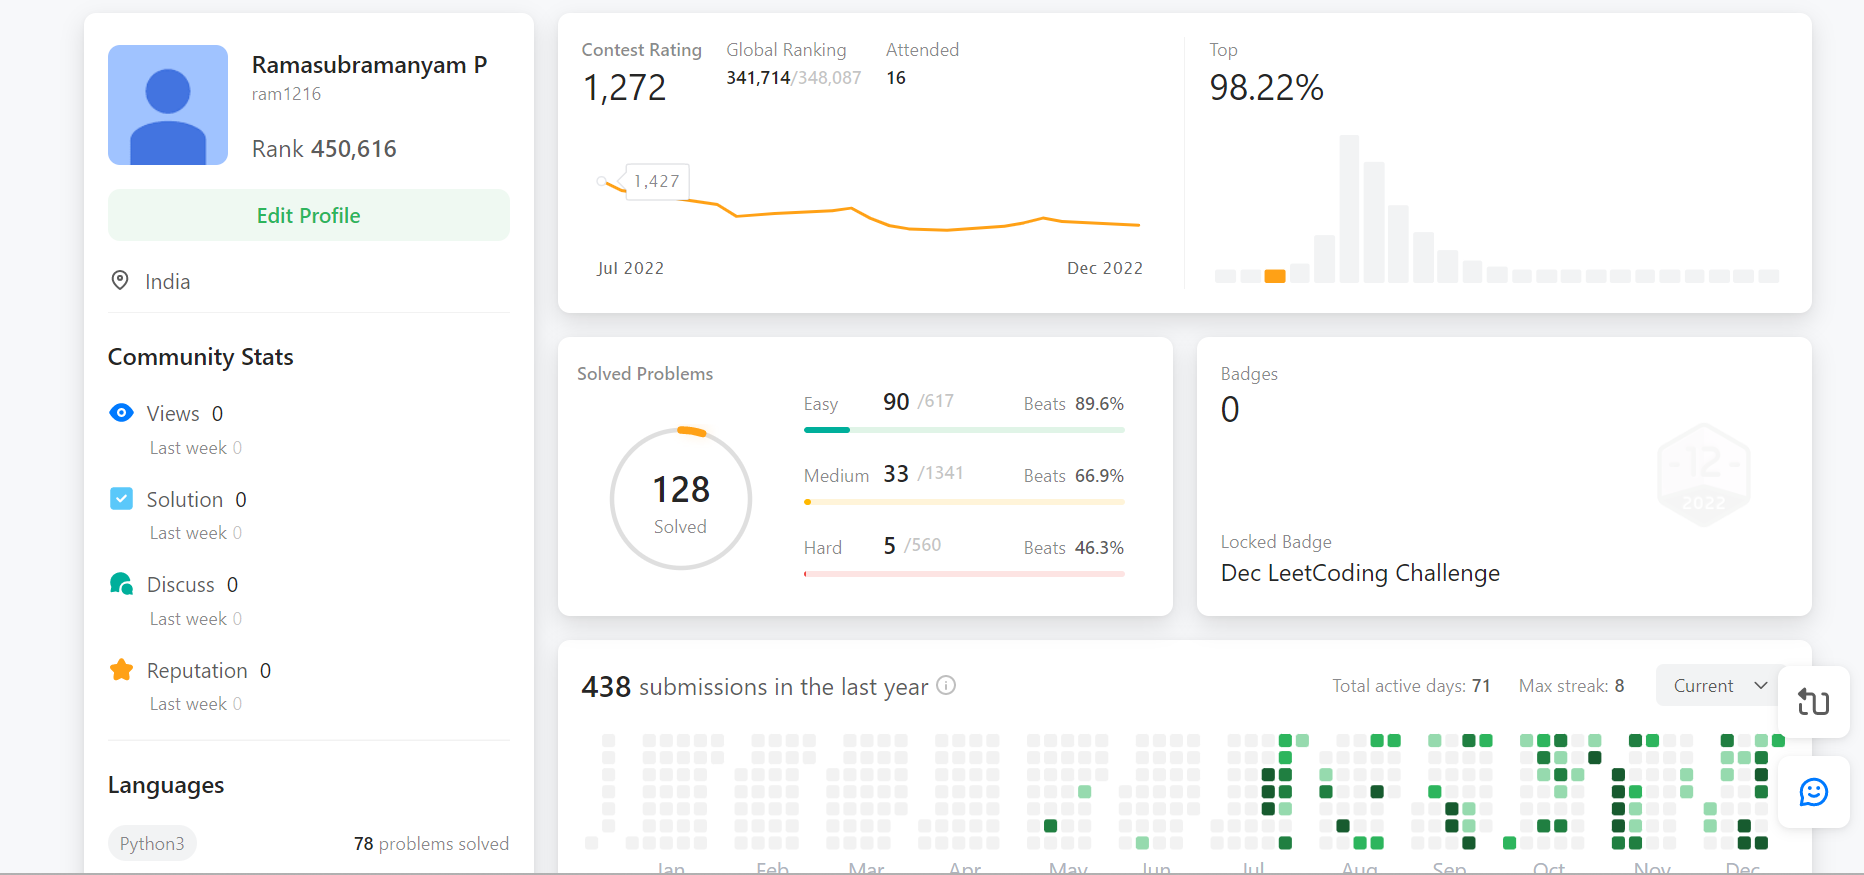 Ramasubramanyam P
ram1216
Rank 450,616
Edit Profile
India
Community Stats
Views 0
Last week 0
Solution 0
Last week 0
Discuss 0
Last week 0
Reputation 0
Last week 0
Languages
Python3 78 problems solved
Contest Rating Global Ranking Attended
1,272 341,714/348,087 16
1,427
Jul 2022 Dec 2022
Top
98.22%
Solved Problems
128
Solved
Easy 90 /617 Beats 89.6%
Medium 33 /1341 Beats 66.9%
Hard 5 /560 Beats 46.3%
Badges
0
12
2022
Locked Badge
Dec LeetCoding Challenge
438 submissions in the last year Total active days: 71 Max streak: 8 Current
Jan Feb Mar Apr May Jun Jul Aug Sep Oct Nov Dec